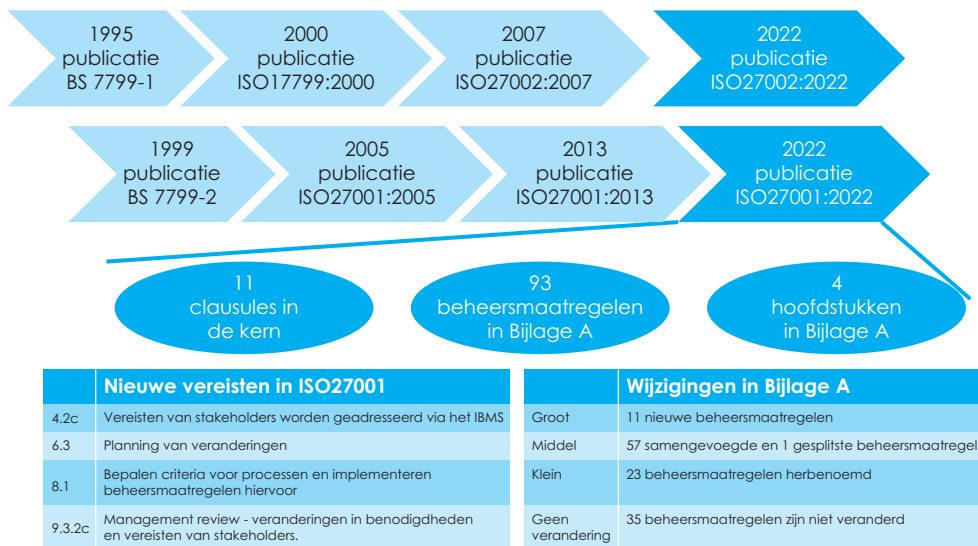 1995
publicatie
BS 7799-1
2000
publicatie
ISO17799:2000
2007
publicatie
ISO27002:2007
2022
publicatie
ISO27002:2022
1999
publicatie
BS 7799-2
2005
publicatie
ISO27001:2005
2013
publicatie
ISO27001:2013
2022
publicatie
ISO27001:2022
11
clausules in
de kern
93
beheersmaatregelen
in Bijlage A
4
hoofdstukken
in Bijlage A
Nieuwe vereisten in ISO27001
4.2c Vereisten van stakeholders worden geadresseerd via het IBMS
6.3 Planning van veranderingen
8.1 Bepalen criteria voor processen en implementeren
beheersmaatregelen hiervoor
9.3.2c Management review - veranderingen in benodigdheden
en vereisten van stakeholders.
Wijzigingen in Bijlage A
Groot 11 nieuwe beheersmaatregelen
Middel 57 samengevoegde en 1 gesplitste beheersmaatregel
Klein 23 beheersmaatregelen herbenoemd
Geen
verandering 35 beheersmaatregelen zijn niet veranderd